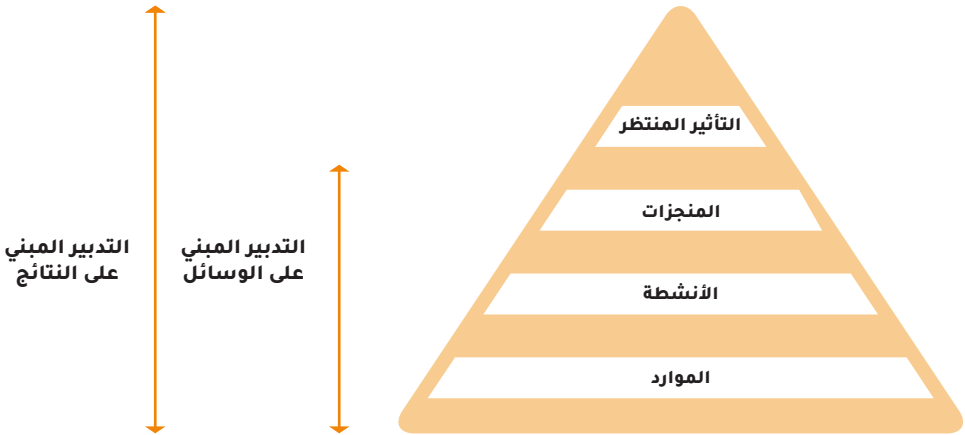 التأثير المنتظر
المنجزات
الأنشطة
الموارد
التدبير المبني
على الوسائل
التدبير المبني
على النتائج